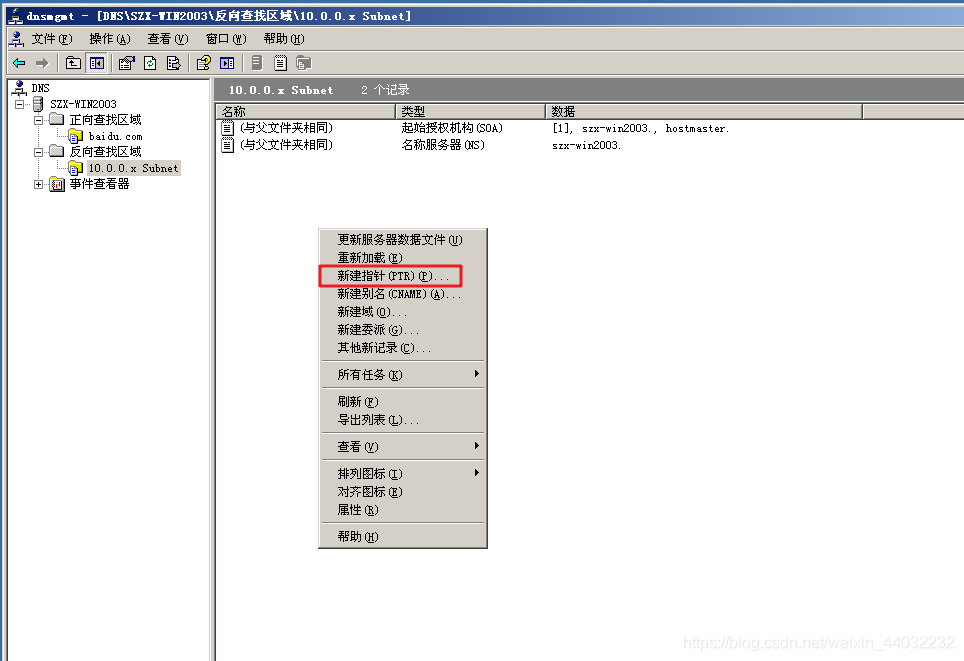 dnsmgmt - [DNS\SZX-WIN2003\反向查找区域\10.0.0.x Subnet]
文件(F) 操作(A) 查看(V) 窗口(W) 帮助(H)
DNS
SZX-WIN2003
正向查找区域
baidu.com
反向查找区域
10.0.0.x Subnet
事件查看器
10.0.0.x Subnet 2 个记录
名称 类型 数据
(与父文件夹相同) 起始授权机构(SOA) [1], szx-win2003., hostmaster.
(与父文件夹相同) 名称服务器(NS) szx-win2003.
更新服务器数据文件(U)
重新加载(E)
新建指针(PTR)(P)...
新建别名(CNAME)(A)...
新建域(O)...
新建委派(G)...
其他新记录(C)...
所有任务(K)
刷新(F)
导出列表(L)...
查看(V)
排列图标(I)
对齐图标(E)
属性(R)
帮助(H)
https://blog.csdn.net/weixin_44032232